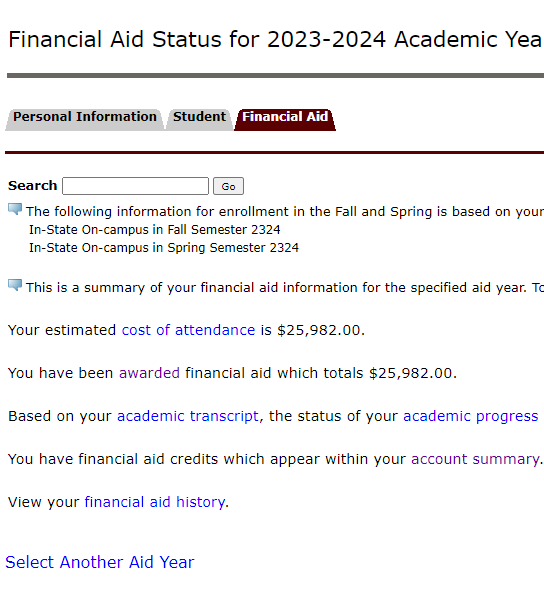 Financial Aid Status for 2023-2024 Academic Yea
Personal Information Student Financial Aid
Search Go
The following information for enrollment in the Fall and Spring is based on your
In-State On-campus in Fall Semester 2324
In-State On-campus in Spring Semester 2324
This is a summary of your financial aid information for the specified aid year. To
Your estimated cost of attendance is $25,982.00.
You have been awarded financial aid which totals $25,982.00.
Based on your academic transcript, the status of your academic progress
You have financial aid credits which appear within your account summary.
View your financial aid history.
Select Another Aid Year